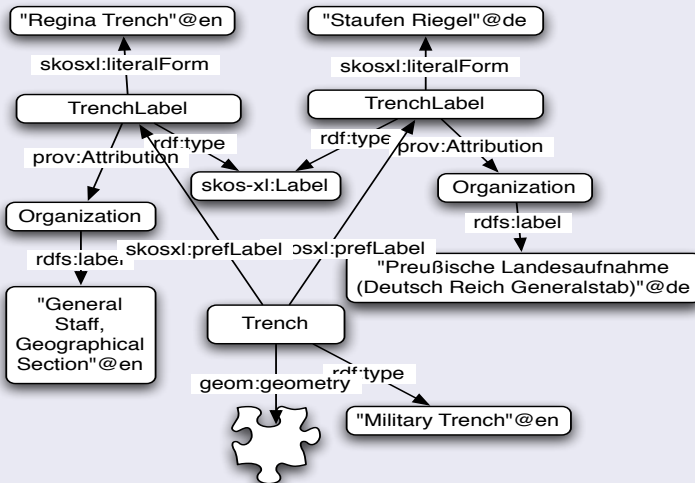 "Regina Trench"@en
"Staufen Riegel"@de
skosxl:literalForm
skosxl:literalForm
TrenchLabel
TrenchLabel
rdf:type
rdf:type
prov:Attribution
prov:Attribution
skos-xl:Label
Organization
Organization
rdfs:label
rdfs:label
skosxl:prefLabel
osxl:prefLabel
"Preußische Landesaufnahme
(Deutsch Reich Generalstab)"@de
"General
Staff,
Geographical
Section"@en
Trench
geom:geometry
rdf:type
"Military Trench"@en